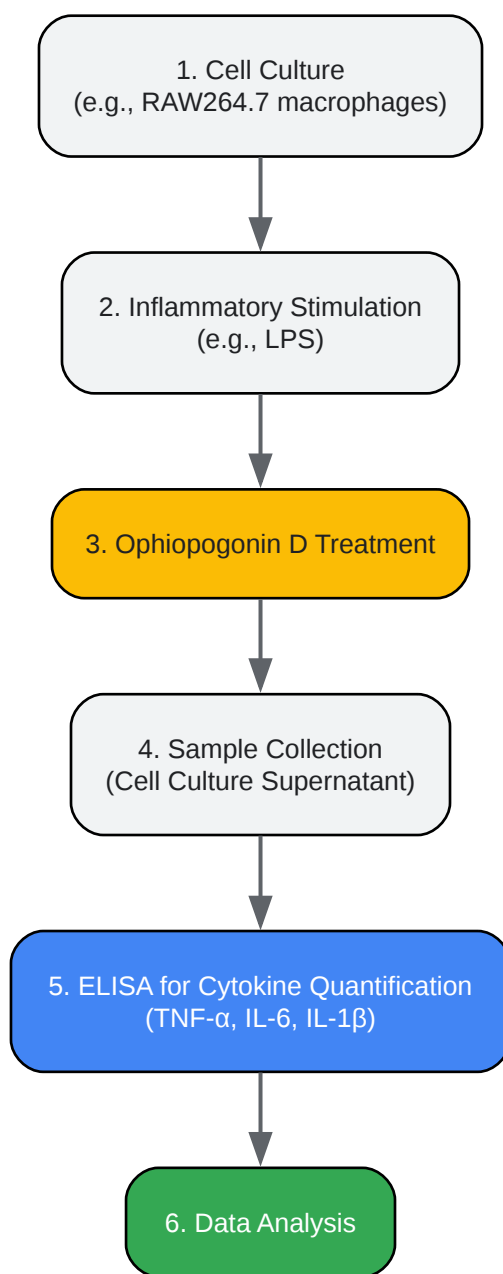 1. Cell Culture
(e.g., RAW264.7 macrophages)
2. Inflammatory Stimulation
(e.g., LPS)
3. Ophiopogonin D Treatment
4. Sample Collection
(Cell Culture Supernatant)
5. ELISA for Cytokine Quantification
(TNF-α, IL-6, IL-1β)
6. Data Analysis